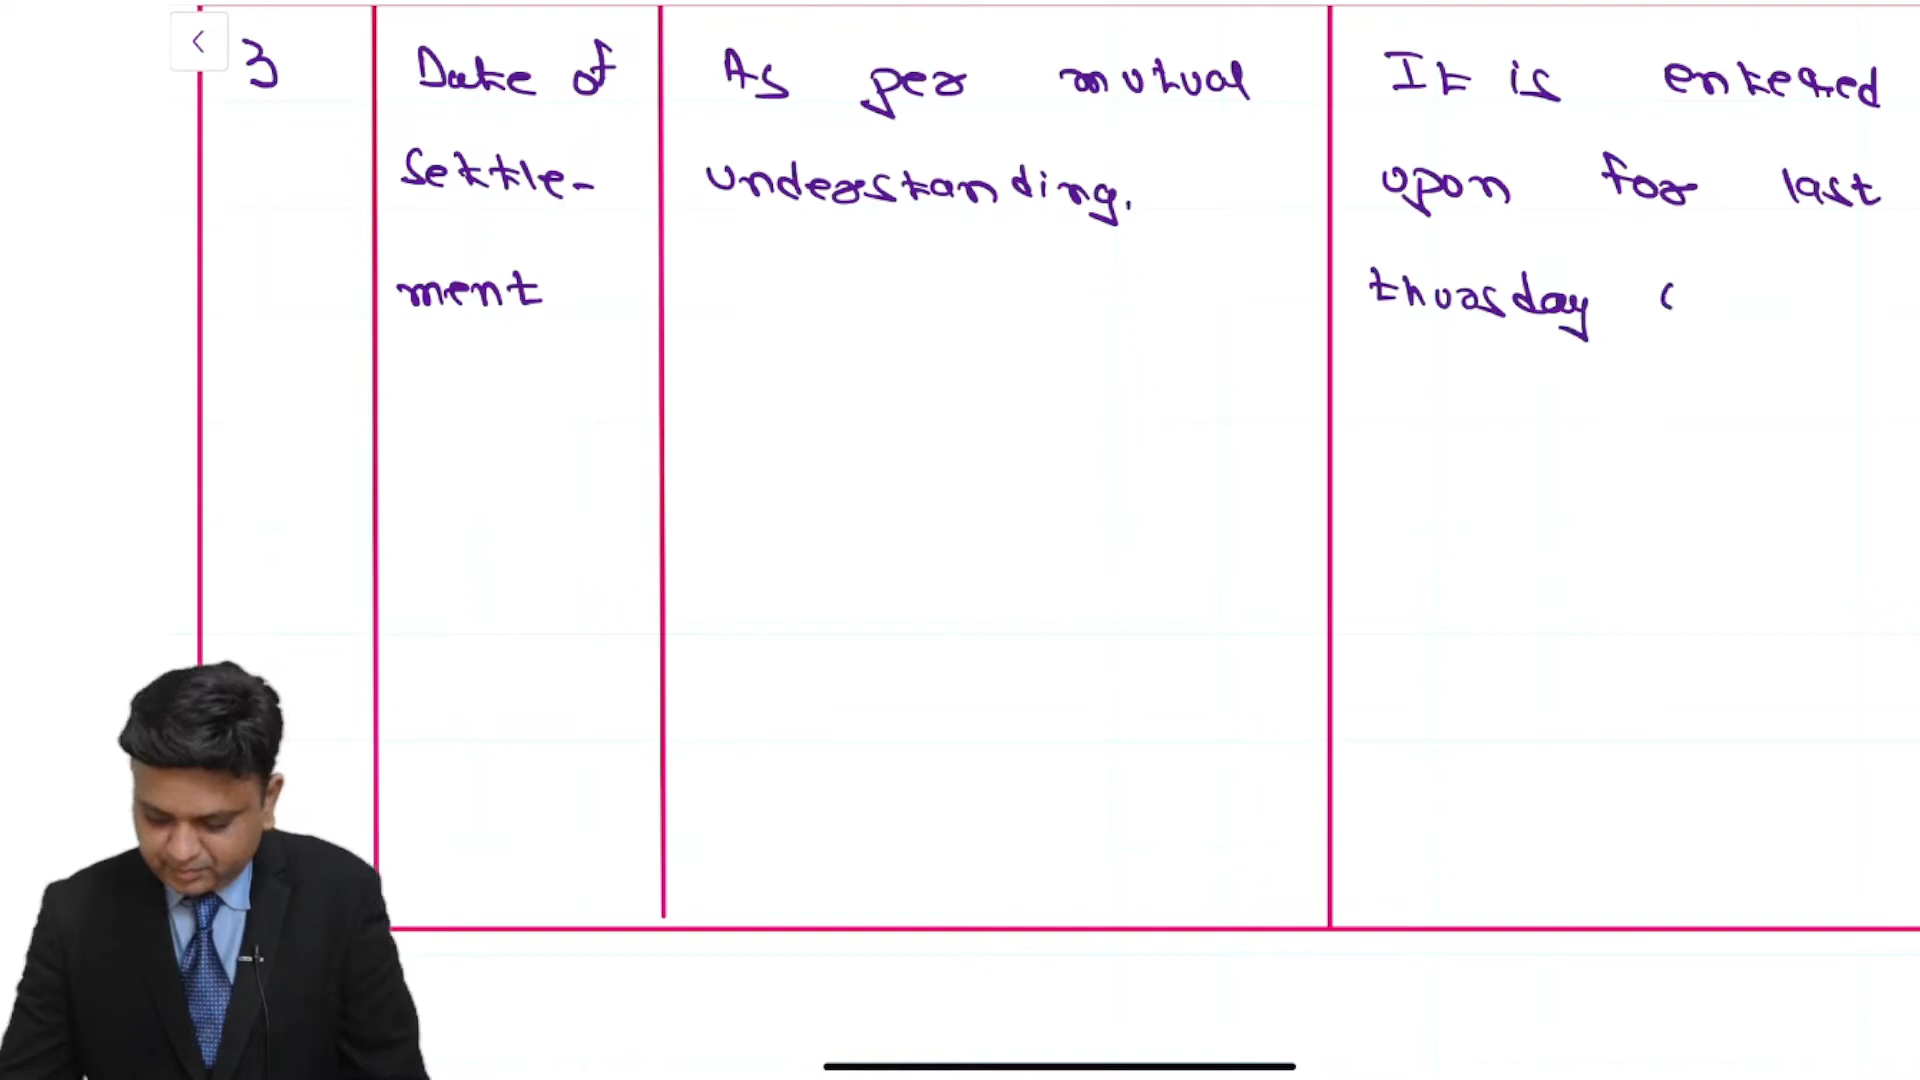 3
Date of
settle-
ment
As per mutual
understanding.
It is entered
upon for last
thursday (